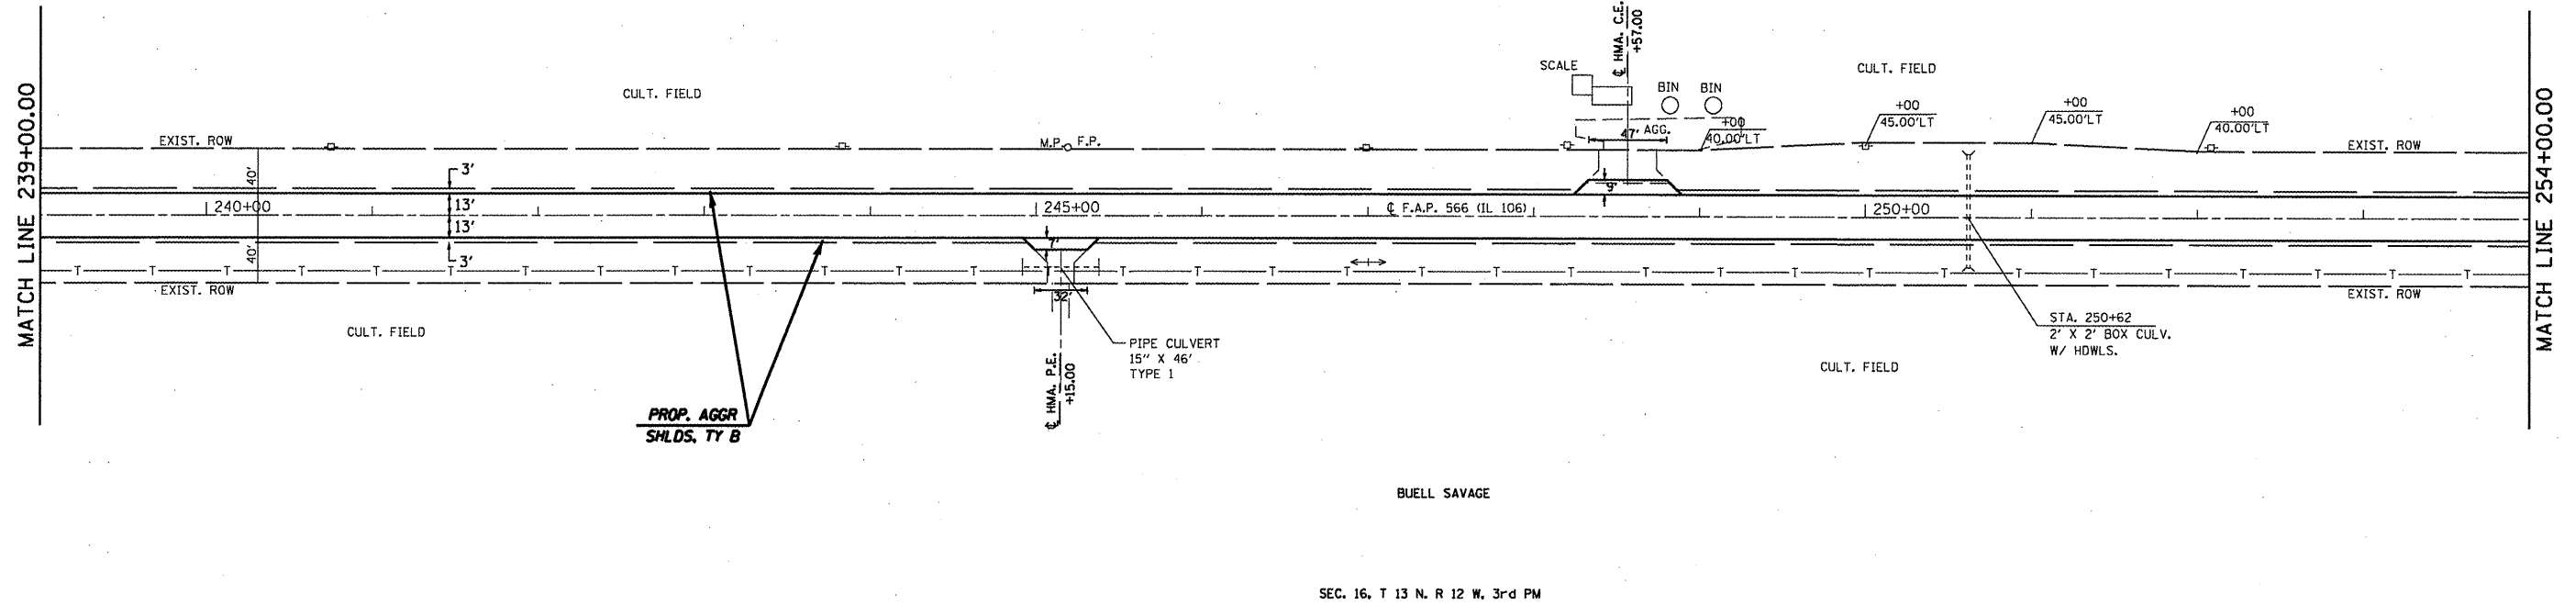 MATCH LINE 239+00.00
CULT. FIELD
SCALE
℄ HMA. C.E.
+57.00
BIN
BIN
CULT. FIELD
EXIST. ROW
M.P.
F.P.
47'
AGG.
+00
40.00'LT
+00
45.00'LT
+00
45.00'LT
+00
40.00'LT
EXIST. ROW
40'
3'
9'
240+00
13'
245+00
℄ F.A.P. 566 (IL 106)
250+00
13'
40'
3'
7'
T T T T T T T T T T T T T T T T T T T T T T T T T T T T T T T
EXIST. ROW
32'
EXIST. ROW
CULT. FIELD
PIPE CULVERT
15" X 46'
TYPE 1
STA. 250+62
2' X 2' BOX CULV.
W/ HDWLS.
℄ HMA. P.E.
+15.00
CULT. FIELD
PROP. AGGR
SHLDS, TY B
MATCH LINE 254+00.00
BUELL SAVAGE
SEC. 16, T 13 N. R 12 W. 3rd PM